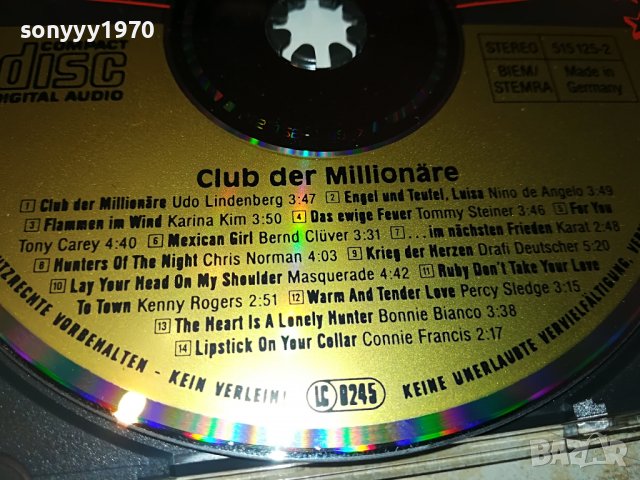 sonyyy1970
COMPACT
disc
DIGITAL AUDIO
STEREO 515 125-2
BIEM/ STEMRA Made in Germany
Club der Millionäre
1 Club der Millionäre Udo Lindenberg 3:47 2 Engel und Teufel, Luisa Nino de Angelo 3:49
3 Flammen im Wind Karina Kim 3:50 4 Das ewige Feuer Tommy Steiner 3:46 5 For You
Tony Carey 4:40 6 Mexican Girl Bernd Clüver 3:31 7 ...im nächsten Frieden Karat 2:48
8 Hunters Of The Night Chris Norman 4:03 9 Krieg der Herzen Drafi Deutscher 5:20
10 Lay Your Head On My Shoulder Masquerade 4:42 11 Ruby Don't Take Your Love
To Town Kenny Rogers 2:51 12 Warm And Tender Love Percy Sledge 3:15
13 The Heart Is A Lonely Hunter Bonnie Bianco 3:38
14 Lipstick On Your Collar Connie Francis 2:17
TZRECHTE VORBEHALTEN - KEIN VERLEIH! LC 0245 KEINE UNERLAUBTE VERVIELFÄLTIGUNG,
BAZAR